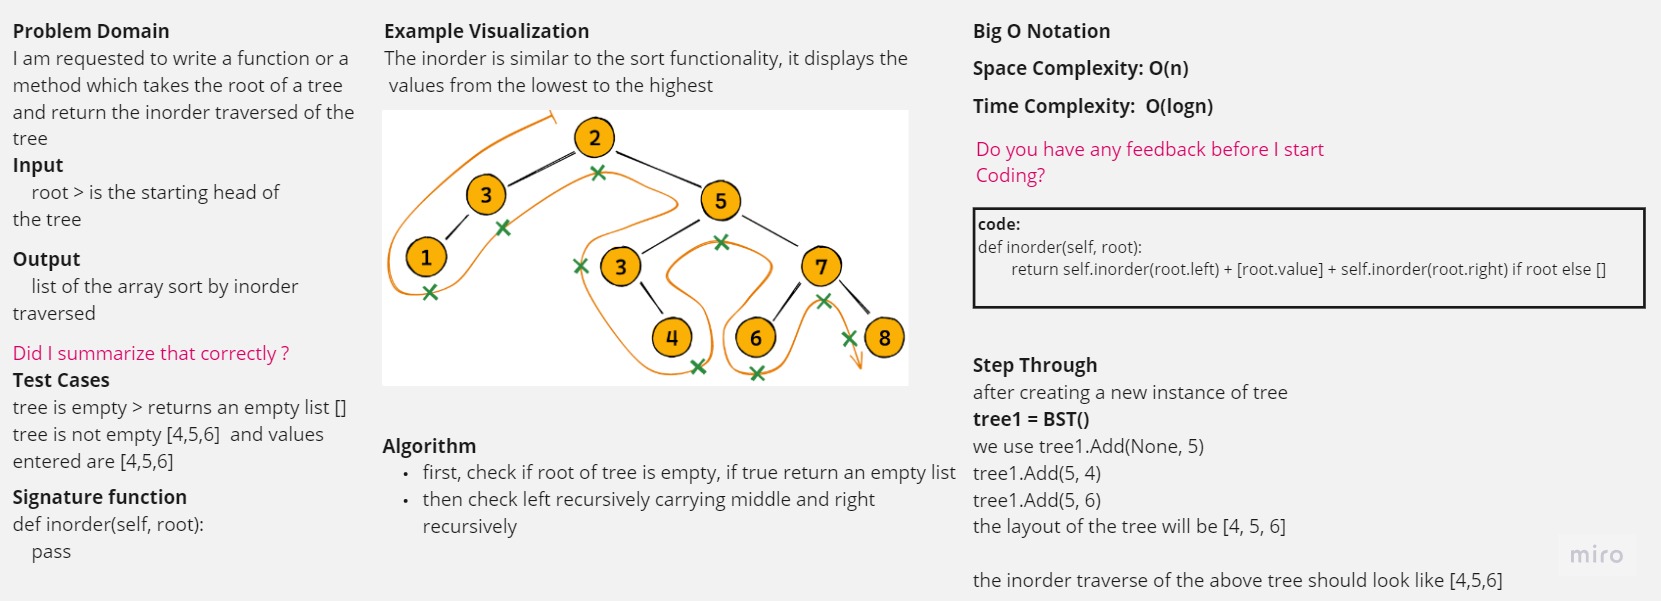 Problem Domain
I am requested to write a function or a
method which takes the root of a tree
and return the inorder traversed of the
tree
Input
root > is the starting head of
the tree
Output
list of the array sort by inorder
traversed
Did I summarize that correctly ?
Test Cases
tree is empty > returns an empty list []
tree is not empty [4,5,6] and values
entered are [4,5,6]
Signature function
def inorder(self, root):
pass
Example Visualization
The inorder is similar to the sort functionality, it displays the
values from the lowest to the highest
2
3
5
1
3
7
4
6
8
Algorithm
• first, check if root of tree is empty, if true return an empty list
• then check left recursively carrying middle and right
recursively
Big O Notation
Space Complexity: O(n)
Time Complexity: O(logn)
Do you have any feedback before I start
Coding?
code:
def inorder(self, root):
return self.inorder(root.left) + [root.value] + self.inorder(root.right) if root else []
Step Through
after creating a new instance of tree
tree1 = BST()
we use tree1.Add(None, 5)
tree1.Add(5, 4)
tree1.Add(5, 6)
the layout of the tree will be [4, 5, 6]
the inorder traverse of the above tree should look like [4,5,6]
miro